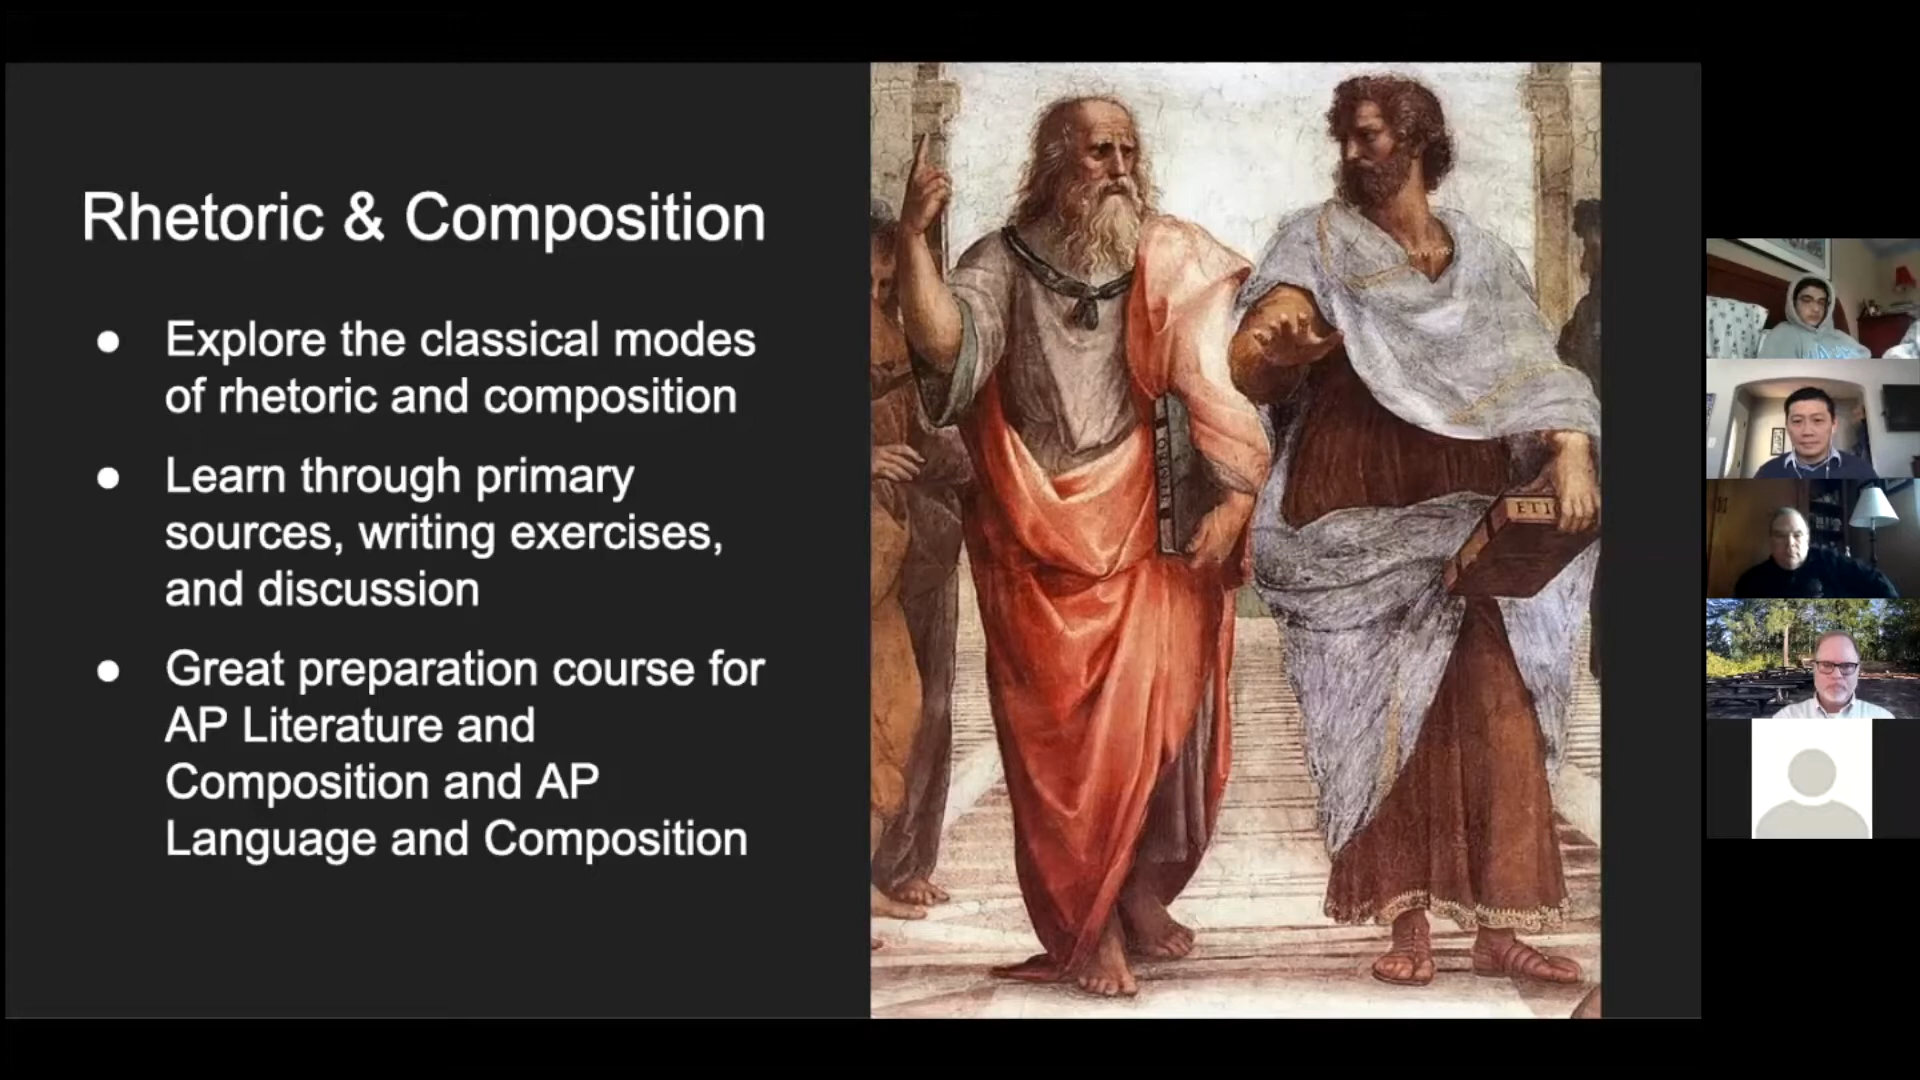 Rhetoric & Composition
● Explore the classical modes
of rhetoric and composition
● Learn through primary
sources, writing exercises,
and discussion
● Great preparation course for
AP Literature and
Composition and AP
Language and Composition
ETI